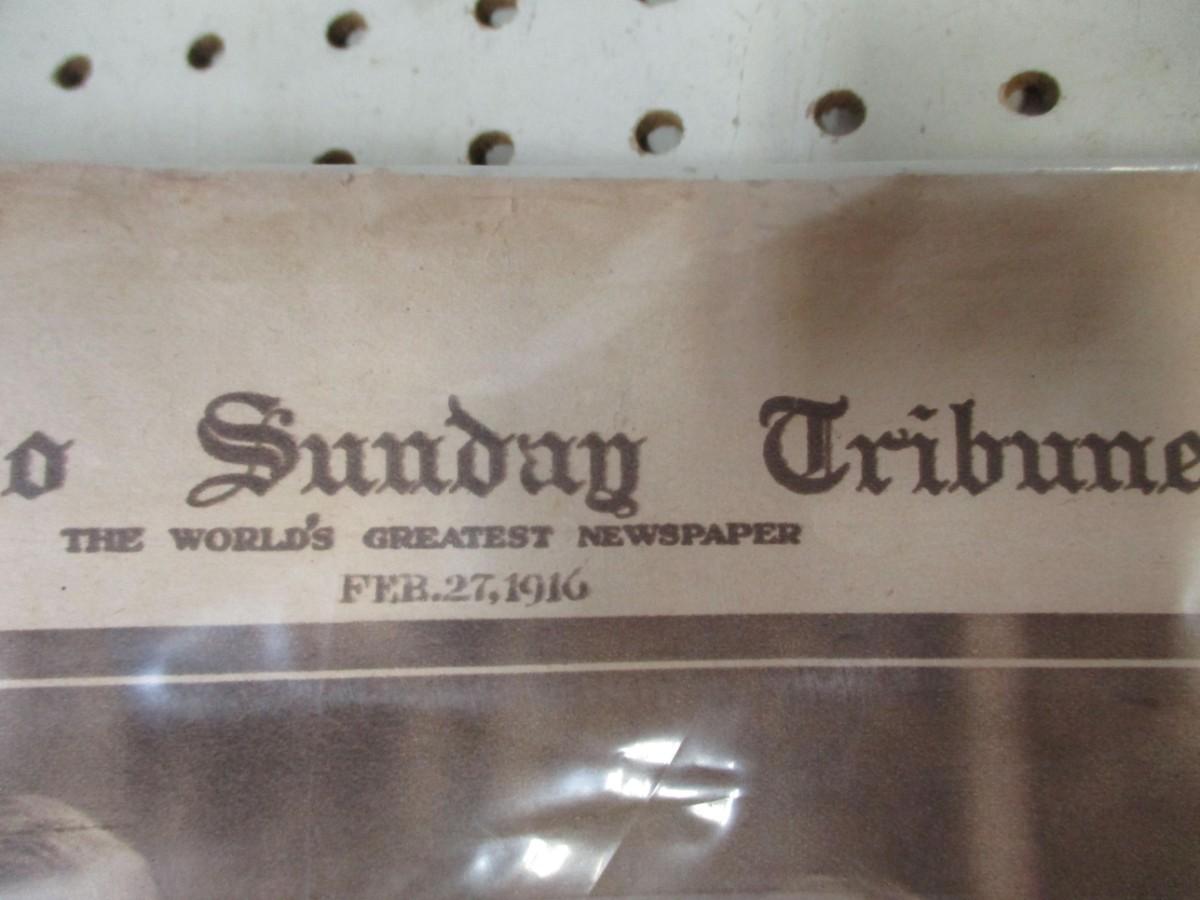 o Sunday Tribune
THE WORLD'S GREATEST NEWSPAPER
FEB.27,1916